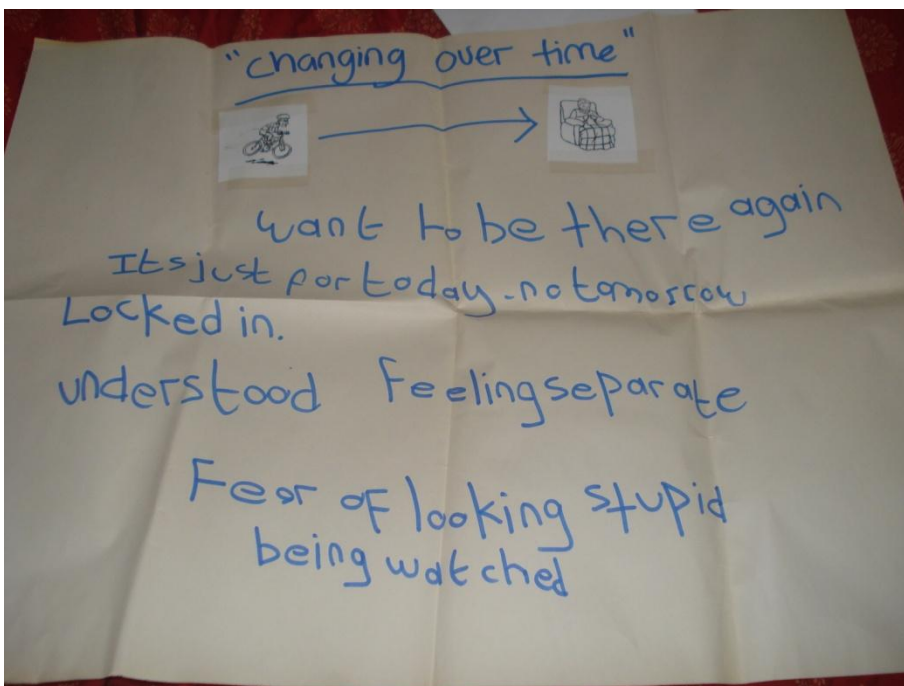 "changing over time"
want to be there again
Its just for today. no tomorrow
Locked in.
understood Feeling separate
Fear of looking stupid
being watched